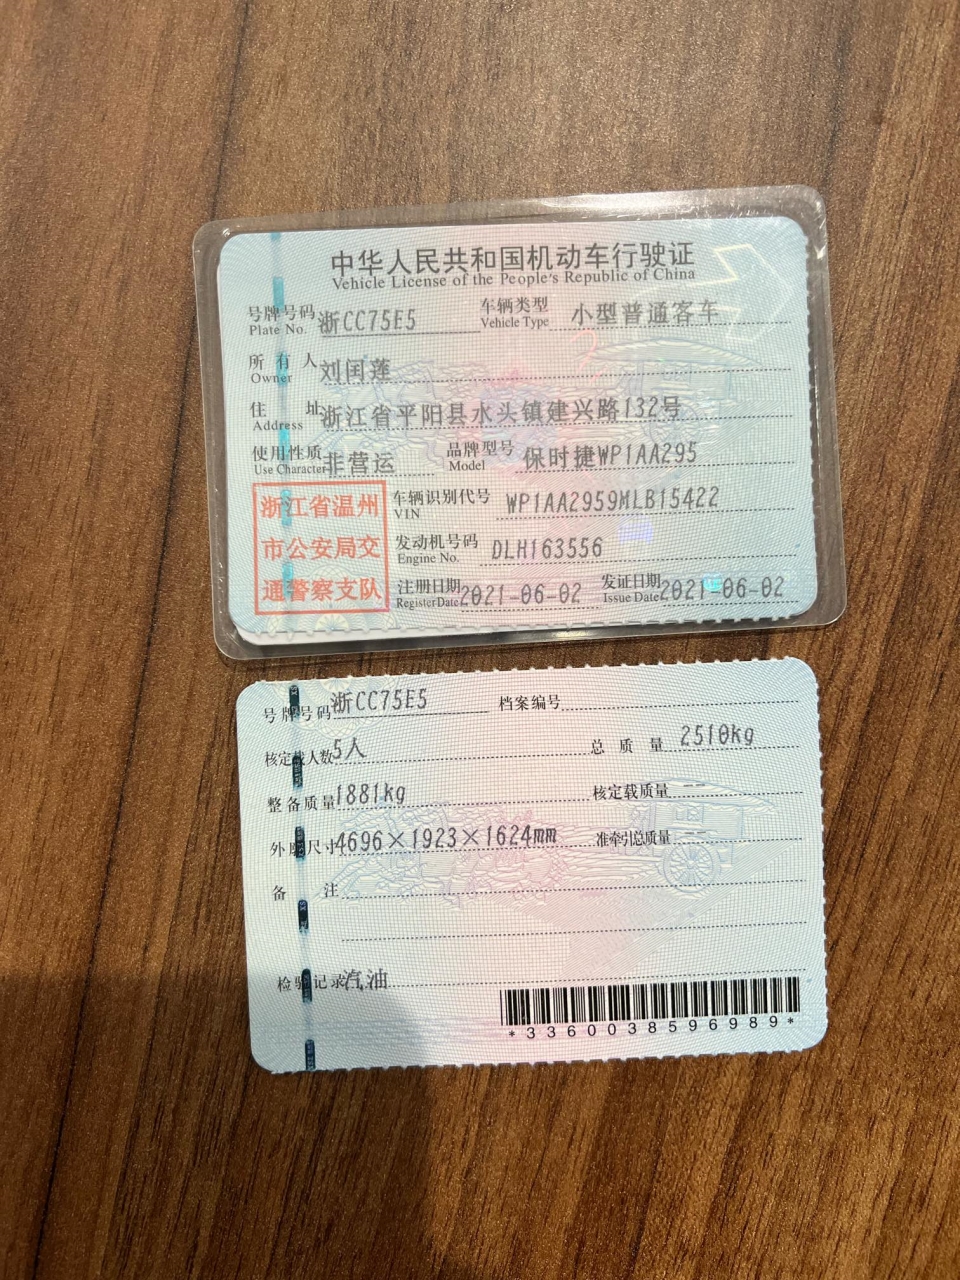 中华人民共和国机动车行驶证
Vehicle License of the People's Republic of China
号牌号码 Plate No. 浙CC75E5 车辆类型 Vehicle Type 小型普通客车
所有人 Owner 刘国莲
住址 Address 浙江省平阳县水头镇建兴路132号
使用性质 Use Character 非营运 品牌型号 Model 保时捷WP1AA295
浙江省温州
市公安局交
通警察支队
车辆识别代号 VIN WP1AA2959MLB15422
发动机号码 Engine No. DLH163556
注册日期 Register Date 2021-06-02 发证日期 Issue Date 2021-06-02
号牌号码 浙CC75E5 档案编号
核定载人数 5人 总质量 2510kg
整备质量 1881kg 核定载质量 --
外廓尺寸 4696×1923×1624mm 准牵引总质量 --
备注
检验记录 汽油
*3360038596989*